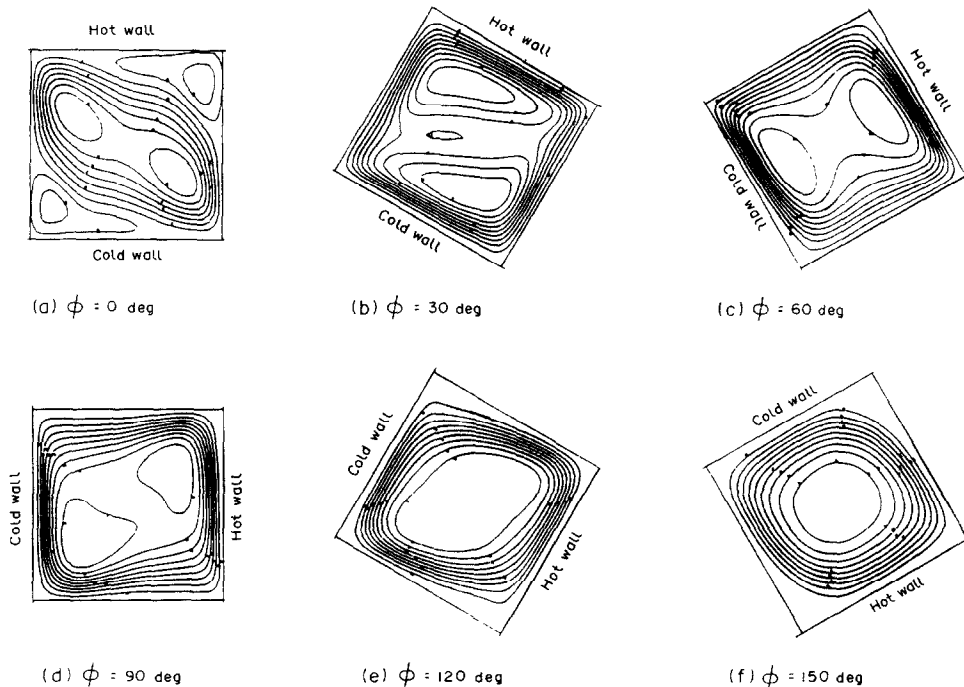 Hot wall
Cold wall
(a) ϕ = 0 deg
Hot wall
Cold wall
(b) ϕ = 30 deg
Hot wall
Cold wall
(c) ϕ = 60 deg
Cold wall
Hot wall
(d) ϕ = 90 deg
Cold wall
Hot wall
(e) ϕ = 120 deg
Cold wall
Hot wall
(f) ϕ = 150 deg